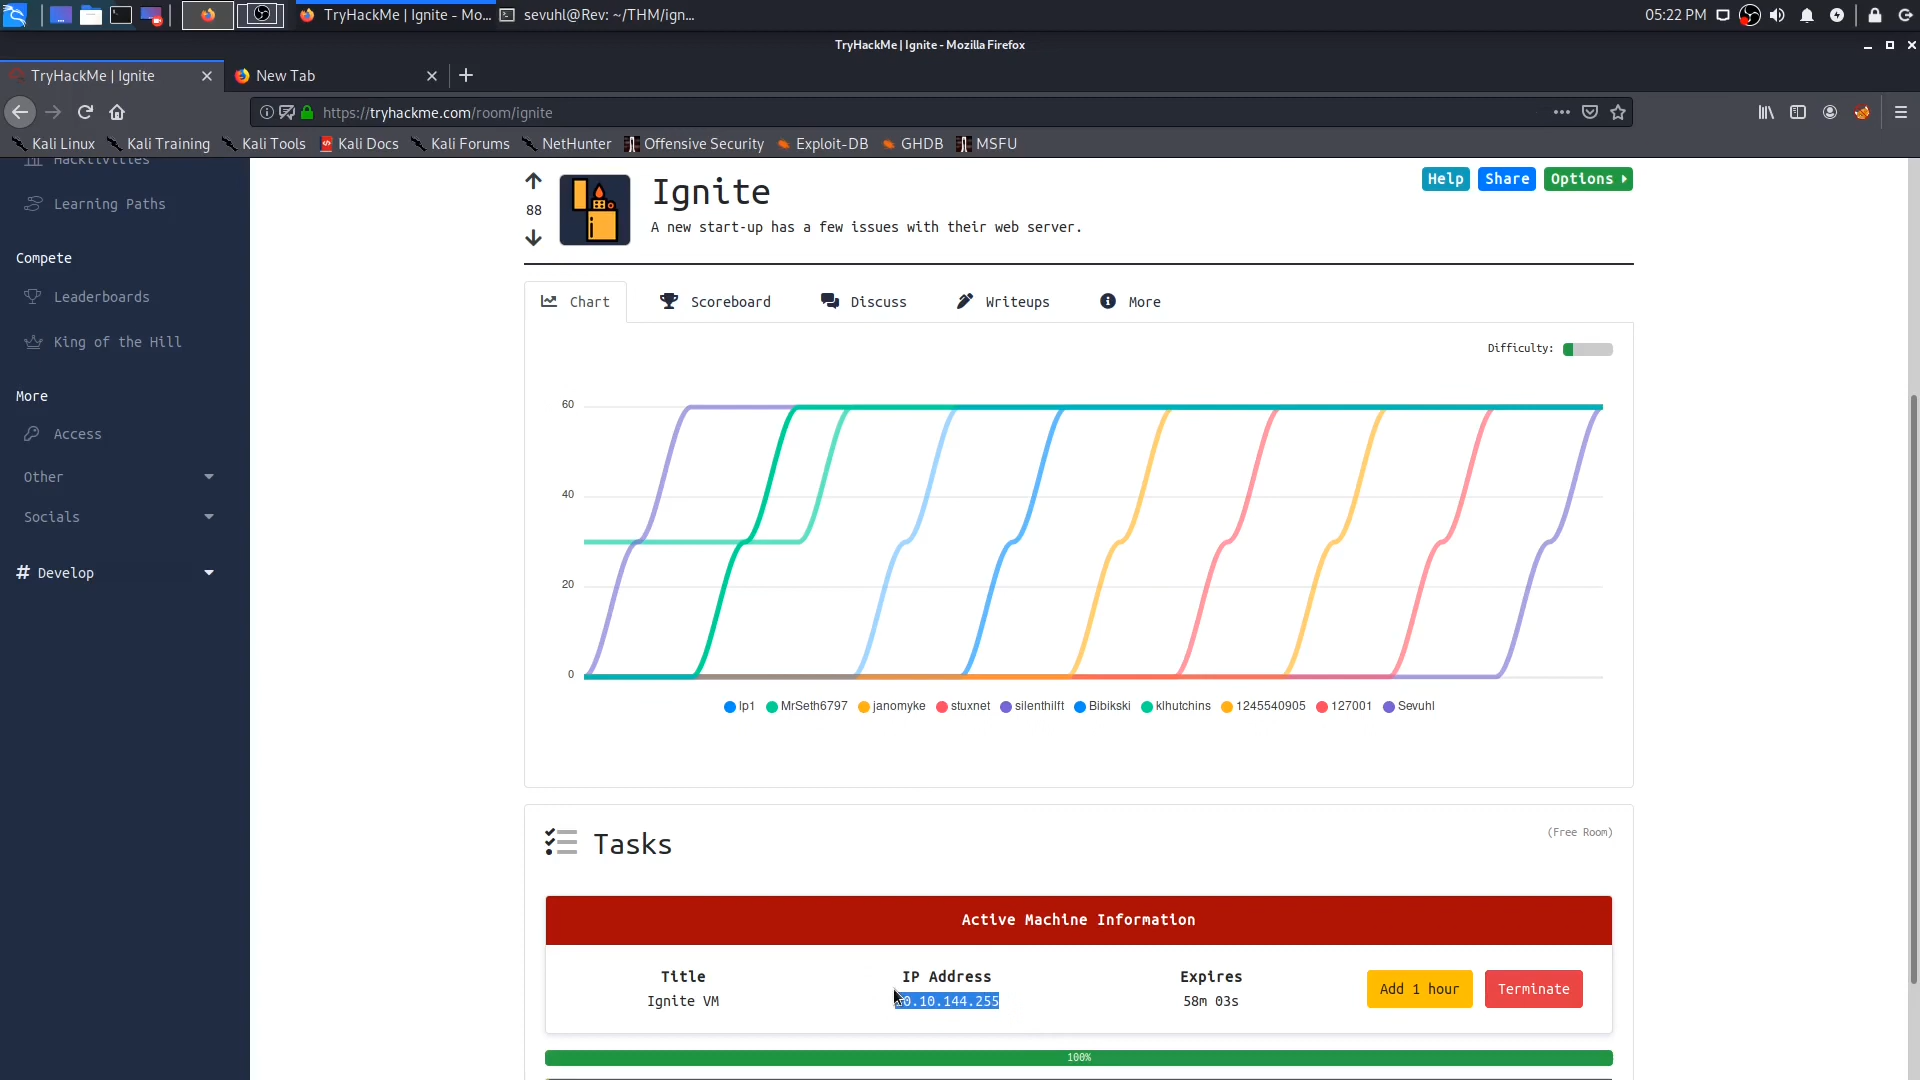 TryHackMe | Ignite - Mo...
sevuhl@Rev: ~/THM/ign...
05:22 PM
TryHackMe | Ignite - Mozilla Firefox
TryHackMe | Ignite
New Tab
https://tryhackme.com/room/ignite
Kali Linux
Kali Training
Kali Tools
Kali Docs
Kali Forums
NetHunter
Offensive Security
Exploit-DB
GHDB
MSFU
Hacktivities
Learning Paths
Compete
Leaderboards
King of the Hill
More
Access
Other
Socials
# Develop
88
Ignite
A new start-up has a few issues with their web server.
Help
Share
Options
Chart
Scoreboard
Discuss
Writeups
More
Difficulty:
60
40
20
0
lp1
MrSeth6797
janomyke
stuxnet
silenthilft
Bibikski
klhutchins
1245540905
127001
Sevuhl
Tasks
(Free Room)
Active Machine Information
Title
IP Address
Expires
Ignite VM
10.10.144.255
58m 03s
Add 1 hour
Terminate
100%